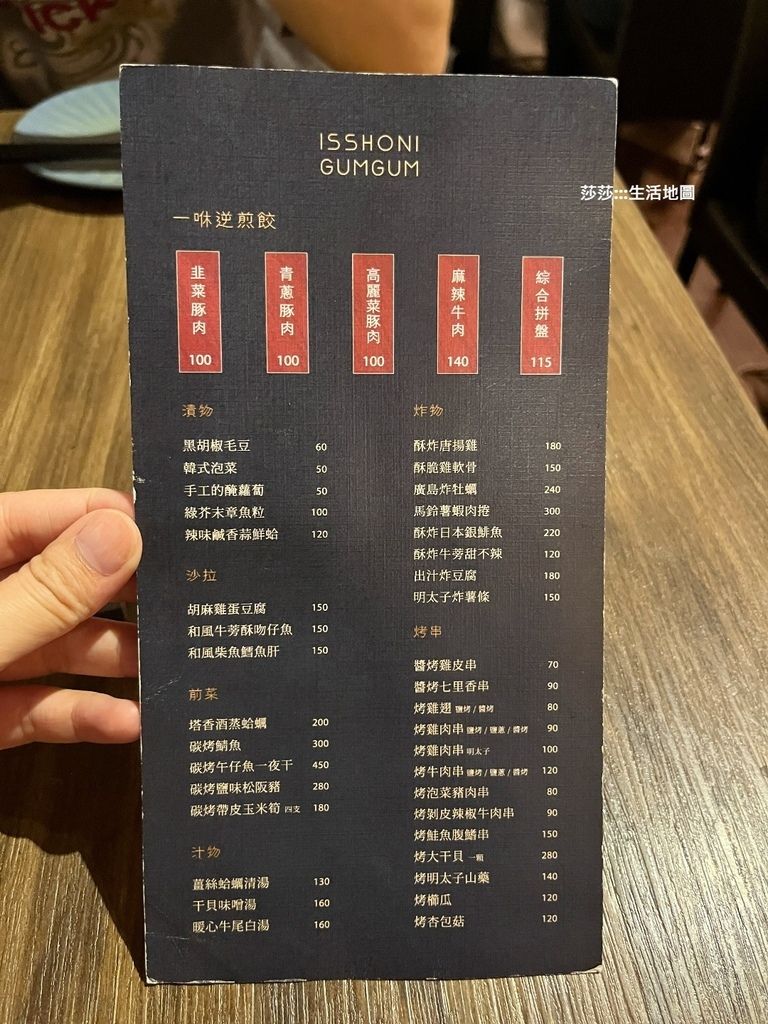 ISSHONI
GUMGUM
莎莎:::生活地圖
一咻逆煎餃
韭菜豚肉 100
青蔥豚肉 100
高麗菜豚肉 100
麻辣牛肉 140
綜合拼盤 115
漬物
黑胡椒毛豆 60
韓式泡菜 50
手工的醃蘿蔔 50
綠芥末章魚粒 100
辣味鹹香蒜鮮蛤 120
沙拉
胡麻雞蛋豆腐 150
和風牛蒡酥吻仔魚 150
和風柴魚鱈魚肝 150
前菜
塔香酒蒸蛤蠣 200
碳烤鯖魚 300
碳烤午仔魚一夜干 450
碳烤鹽味松阪豬 280
碳烤帶皮玉米筍 四支 180
汁物
薑絲蛤蠣清湯 130
干貝味噌湯 160
暖心牛尾白湯 160
炸物
酥炸唐揚雞 180
酥脆雞軟骨 150
廣島炸牡蠣 240
馬鈴薯蝦肉捲 300
酥炸日本銀鯡魚 220
酥炸牛蒡甜不辣 120
出汁炸豆腐 180
明太子炸薯條 150
烤串
醬烤雞皮串 70
醬烤七里香串 90
烤雞翅 鹽烤 / 醬烤 80
烤雞肉串 鹽烤 / 鹽蔥 / 醬烤 90
烤雞肉串 明太子 100
烤牛肉串 鹽烤 / 鹽蔥 / 醬烤 120
烤泡菜豬肉串 80
烤剝皮辣椒牛肉串 90
烤鮭魚腹鰭串 150
烤大干貝 一顆 280
烤明太子山藥 140
烤櫛瓜 120
烤杏包菇 120